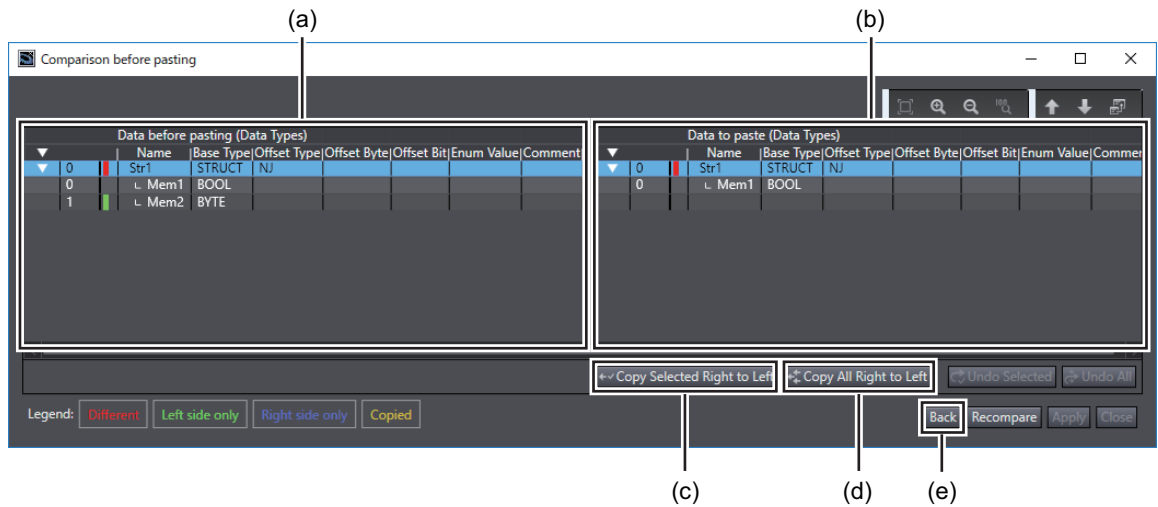 (a) (b)
Comparison before pasting
100
Data before pasting (Data Types) Data to paste (Data Types)
Name Base Type Offset Type Offset Byte Offset Bit Enum Value Comment Name Base Type Offset Type Offset Byte Offset Bit Enum Value Commer
0 Str1 STRUCT NJ 0 Str1 STRUCT NJ
0 Mem1 BOOL 0 Mem1 BOOL
1 Mem2 BYTE
Copy Selected Right to Left Copy All Right to Left Undo Selected Undo All
Legend: Different Left side only Right side only Copied Back Recompare Apply Close
(c) (d) (e)